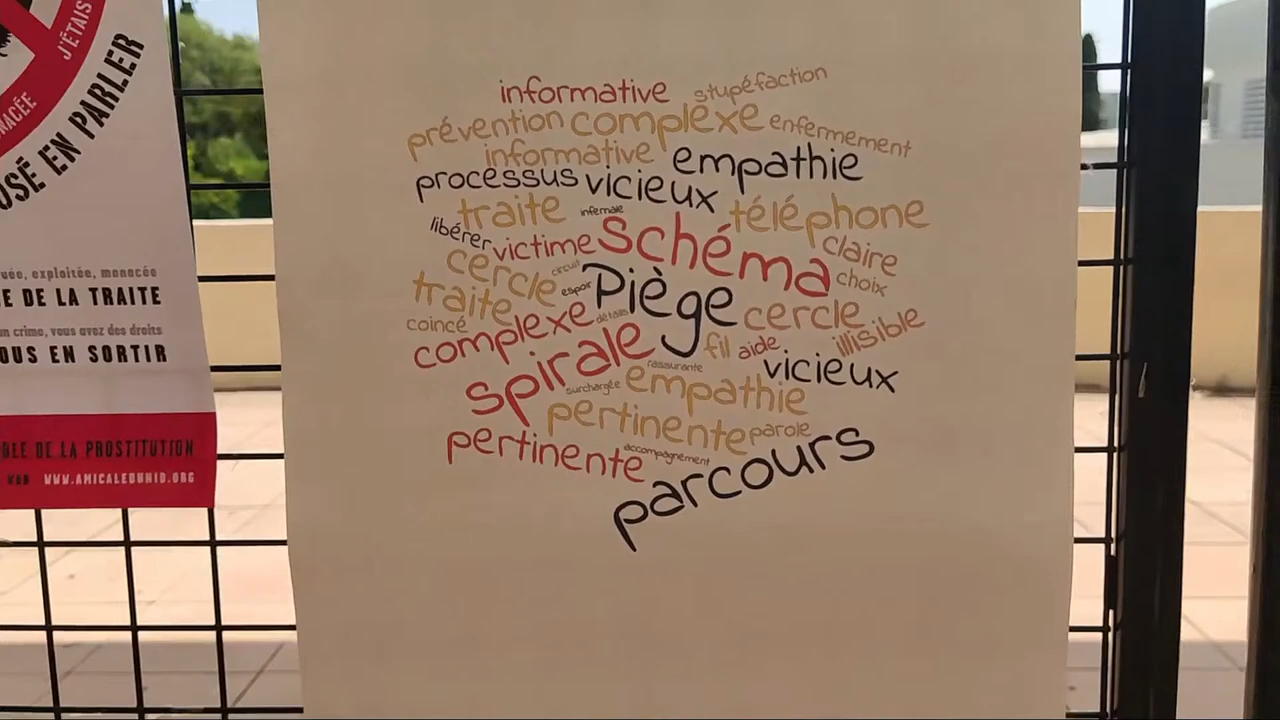 J'ÉTAIS
OSÉ EN PARLER
uée, exploitée, menacée
E DE LA TRAITE
un crime, vous avez des droits
OUS EN SORTIR
DE LA PROSTITUTION
WWW.AMICALEDUNID.ORG
informative stupéfaction
prévention complexe enfermement
informative empathie
processus vicieux
traite infernale téléphone
libérer victime schéma claire
cercle circuit choix
traite espoir Piège cercle
coincé détails illisible
complexe fil aide
spirale rassurante vicieux
surchargée empathie
pertinente parole
pertinente accompagnement
parcours